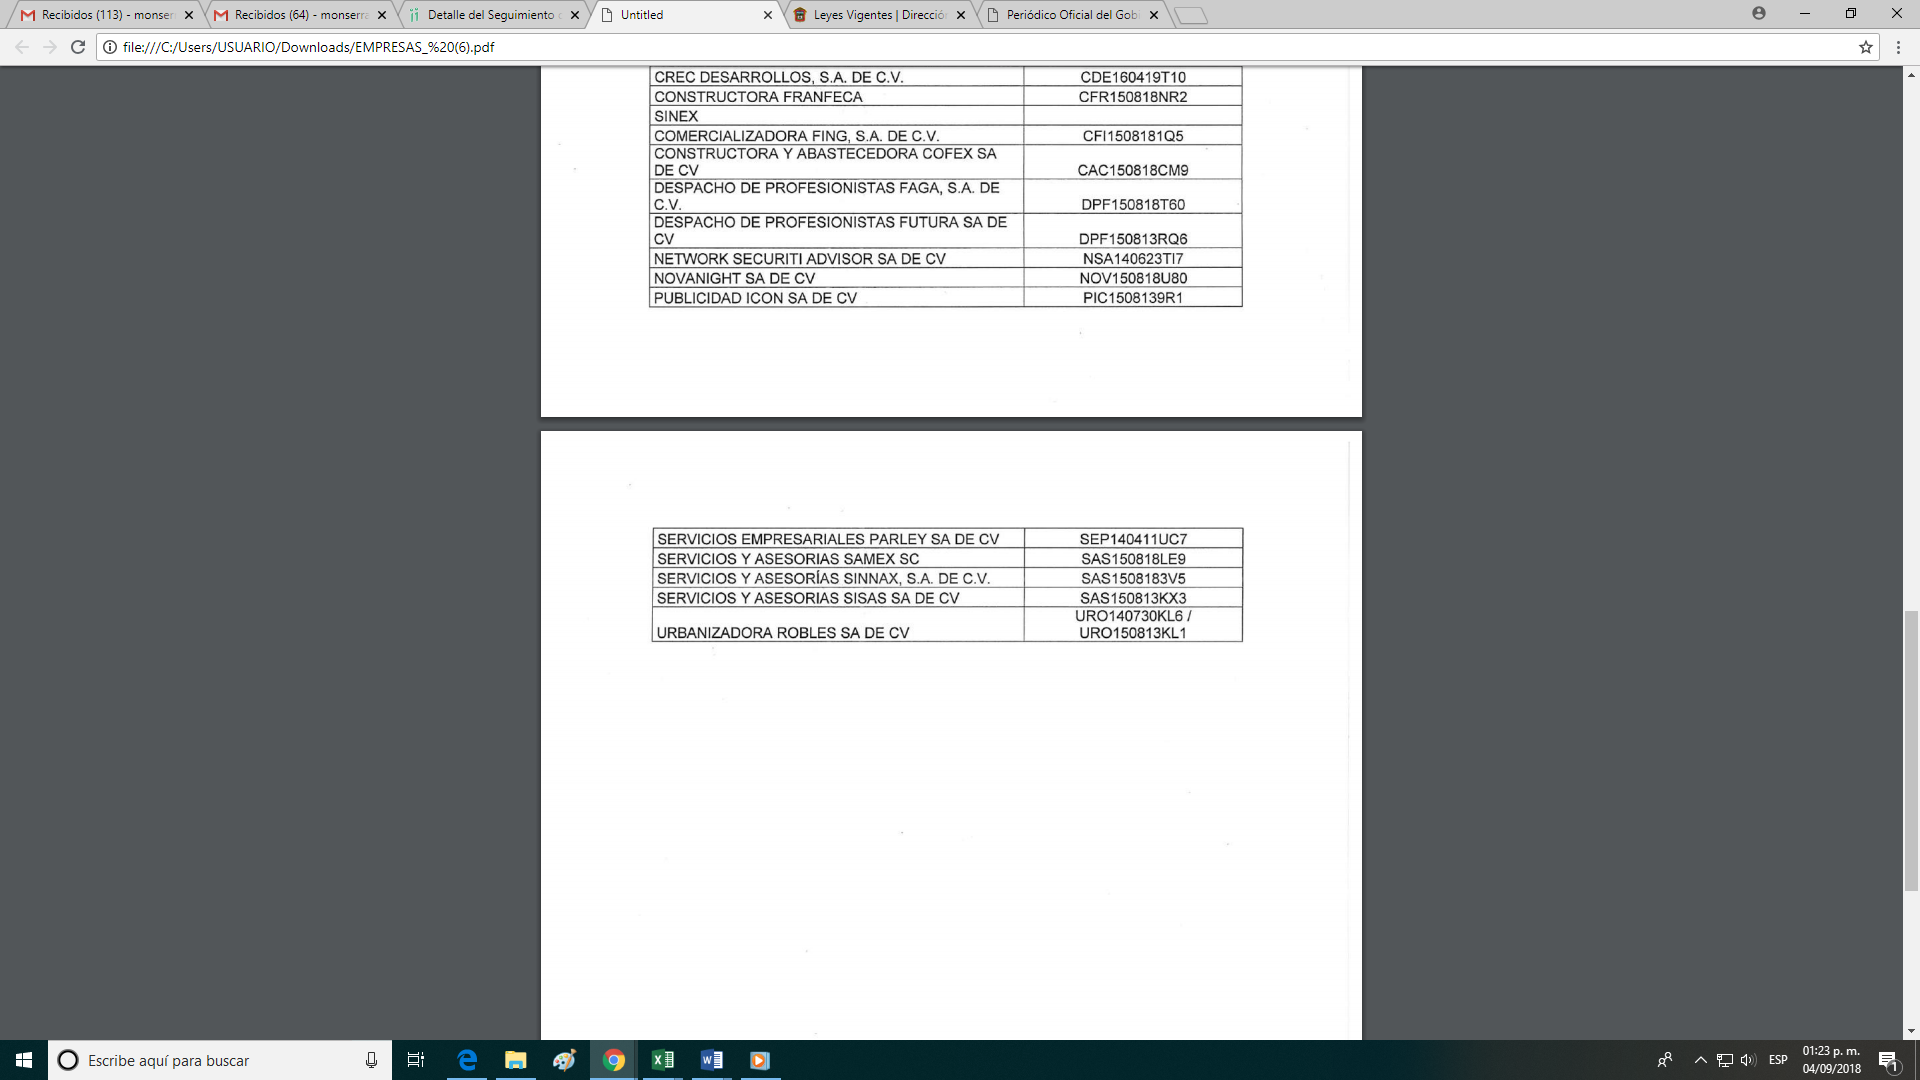 Recibidos (113) - monser
Recibidos (64) - monserra
Detalle del Seguimiento
Untitled
Leyes Vigentes | Direcció
Periódico Oficial del Gob
file:///C:/Users/USUARIO/Downloads/EMPRESAS_%20(6).pdf
CREC DESARROLLOS, S.A. DE C.V. CDE160419T10
CONSTRUCTORA FRANFECA CFR150818NR2
SINEX
COMERCIALIZADORA FING, S.A. DE C.V. CFI1508181Q5
CONSTRUCTORA Y ABASTECEDORA COFEX SA
DE CV CAC150818CM9
DESPACHO DE PROFESIONISTAS FAGA, S.A. DE
C.V. DPF150818T60
DESPACHO DE PROFESIONISTAS FUTURA SA DE
CV DPF150813RQ6
NETWORK SECURITI ADVISOR SA DE CV NSA140623TI7
NOVANIGHT SA DE CV NOV150818U80
PUBLICIDAD ICON SA DE CV PIC1508139R1
SERVICIOS EMPRESARIALES PARLEY SA DE CV SEP140411UC7
SERVICIOS Y ASESORIAS SAMEX SC SAS150818LE9
SERVICIOS Y ASESORÍAS SINNAX, S.A. DE C.V. SAS1508183V5
SERVICIOS Y ASESORIAS SISAS SA DE CV SAS150813KX3
URO140730KL6 /
URBANIZADORA ROBLES SA DE CV URO150813KL1
Escribe aquí para buscar
ESP
01:23 p. m.
04/09/2018
1